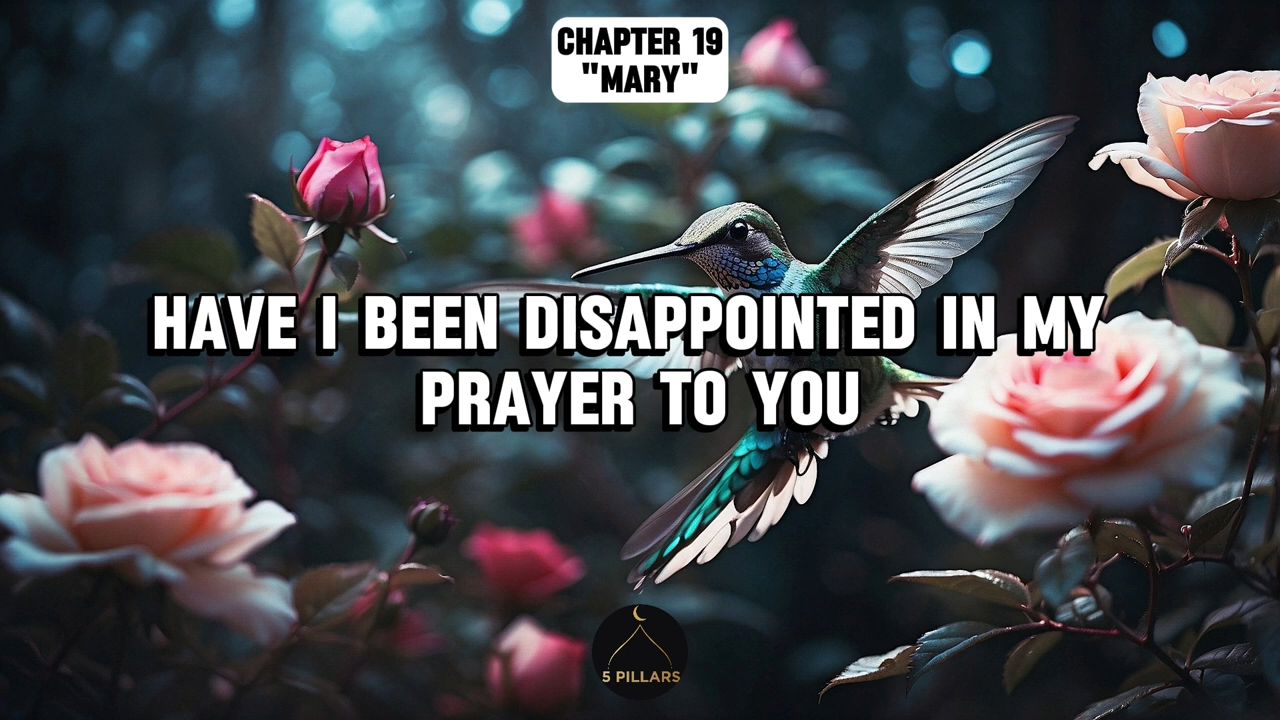 CHAPTER 19
"MARY"
HAVE I BEEN DISAPPOINTED IN MY
PRAYER TO YOU
5 PILLARS